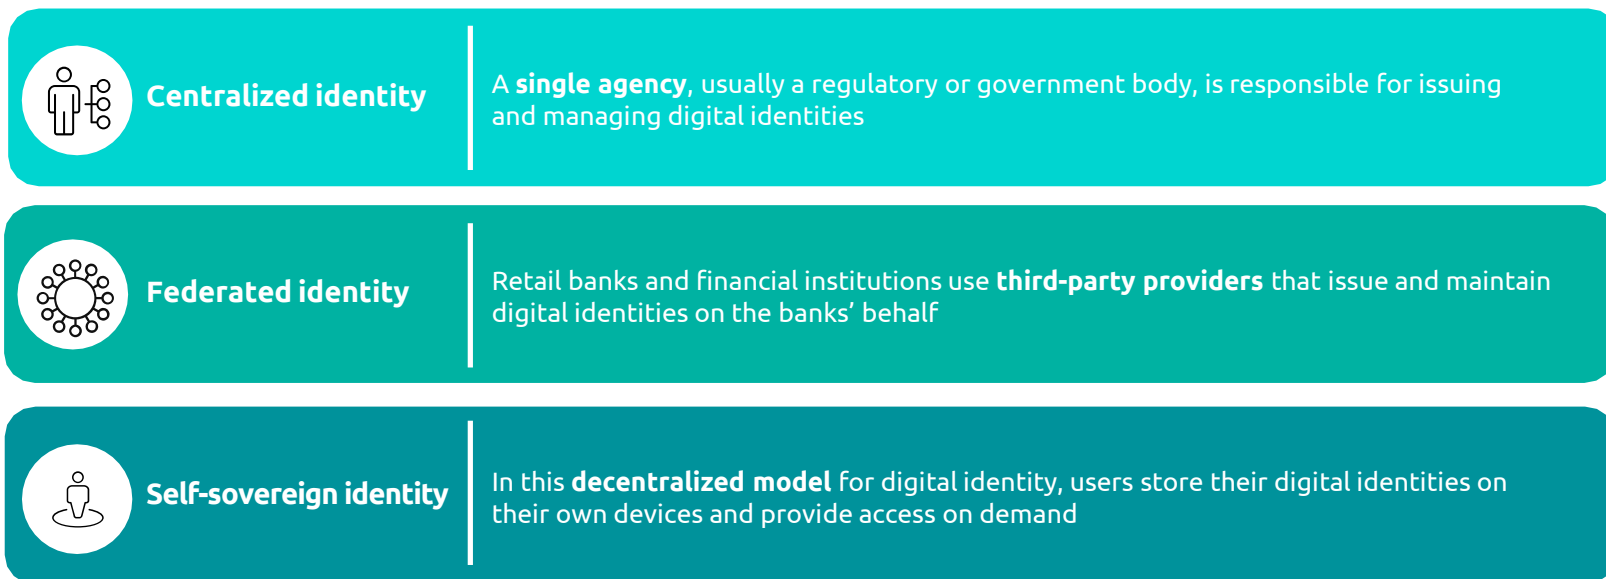 Centralized identity
A single agency, usually a regulatory or government body, is responsible for issuing
and managing digital identities
Federated identity
Retail banks and financial institutions use third-party providers that issue and maintain
digital identities on the banks’ behalf
Self-sovereign identity
In this decentralized model for digital identity, users store their digital identities on
their own devices and provide access on demand